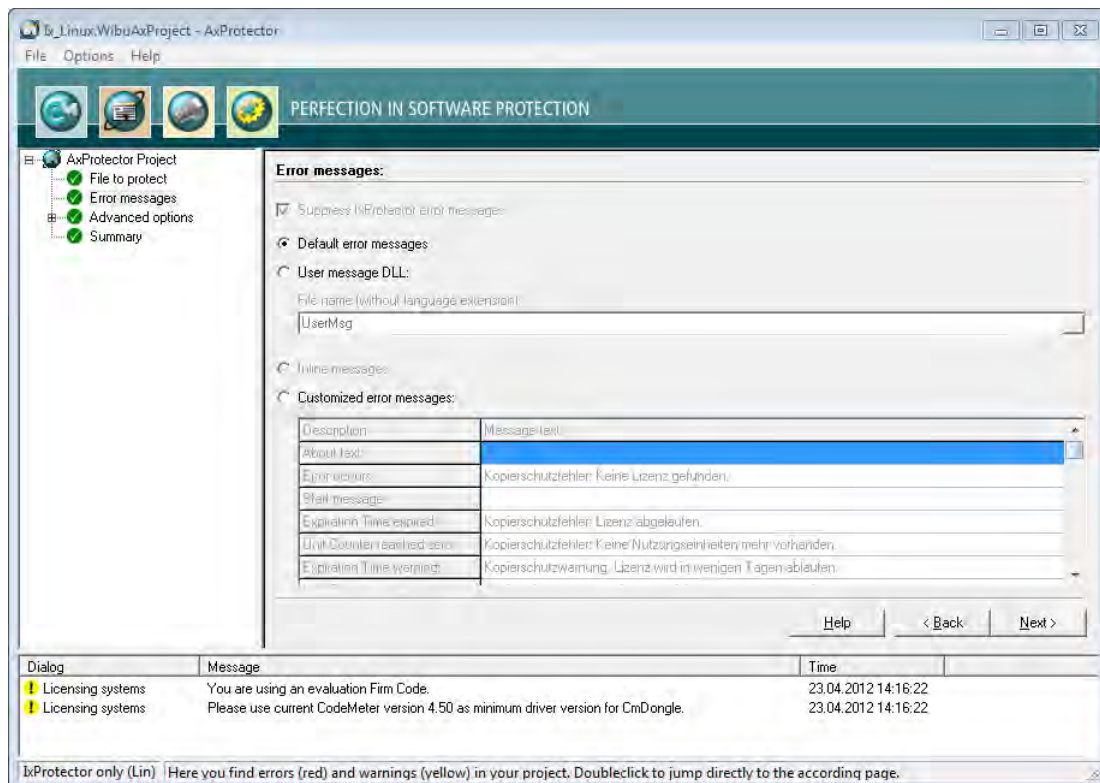 Ix_Linux.WibuAxProject - AxProtector
File Options Help
PERFECTION IN SOFTWARE PROTECTION
AxProtector Project
File to protect
Error messages
Advanced options
Summary
Error messages:
Suppress IxProtector error messages
Default error messages
User message DLL:
File name (without language extension)
UserMsg
Inline messages
Customized error messages:
Description Message text
About text:
Error occurs: Kopierschutzfehler: Keine Lizenz gefunden.
Start message:
Expiration Time expired: Kopierschutzfehler: Lizenz abgelaufen.
Unit Counter reached zero: Kopierschutzfehler: Keine Nutzungseinheiten mehr vorhanden.
Expiration Time warning: Kopierschutzwarnung: Lizenz wird in wenigen Tagen ablaufen.
Help < Back Next >
Dialog Message Time
Licensing systems You are using an evaluation Firm Code. 23.04.2012 14:16:22
Licensing systems Please use current CodeMeter version 4.50 as minimum driver version for CmDongle. 23.04.2012 14:16:22
IxProtector only (Lin) Here you find errors (red) and warnings (yellow) in your project. Doubleclick to jump directly to the according page.